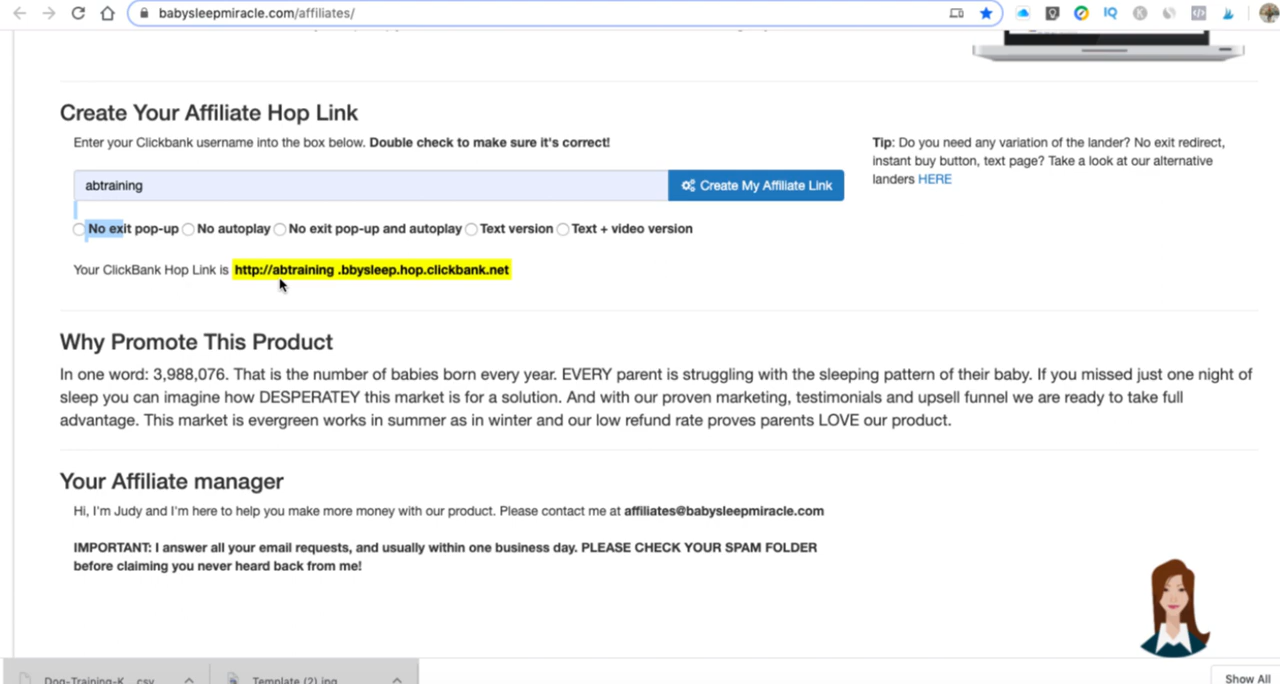 babysleepmiracle.com/affiliates/
IQ
K
Create Your Affiliate Hop Link
Enter your Clickbank username into the box below. Double check to make sure it's correct!
abtraining
Create My Affiliate Link
Tip: Do you need any variation of the lander? No exit redirect,
instant buy button, text page? Take a look at our alternative
landers HERE
No exit pop-up No autoplay No exit pop-up and autoplay Text version Text + video version
Your ClickBank Hop Link is http://abtraining .bbysleep.hop.clickbank.net
Why Promote This Product
In one word: 3,988,076. That is the number of babies born every year. EVERY parent is struggling with the sleeping pattern of their baby. If you missed just one night of
sleep you can imagine how DESPERATEY this market is for a solution. And with our proven marketing, testimonials and upsell funnel we are ready to take full
advantage. This market is evergreen works in summer as in winter and our low refund rate proves parents LOVE our product.
Your Affiliate manager
Hi, I'm Judy and I'm here to help you make more money with our product. Please contact me at affiliates@babysleepmiracle.com
IMPORTANT: I answer all your email requests, and usually within one business day. PLEASE CHECK YOUR SPAM FOLDER
before claiming you never heard back from me!
Dog-Training-K....csv
Template (2).jpg
Show All